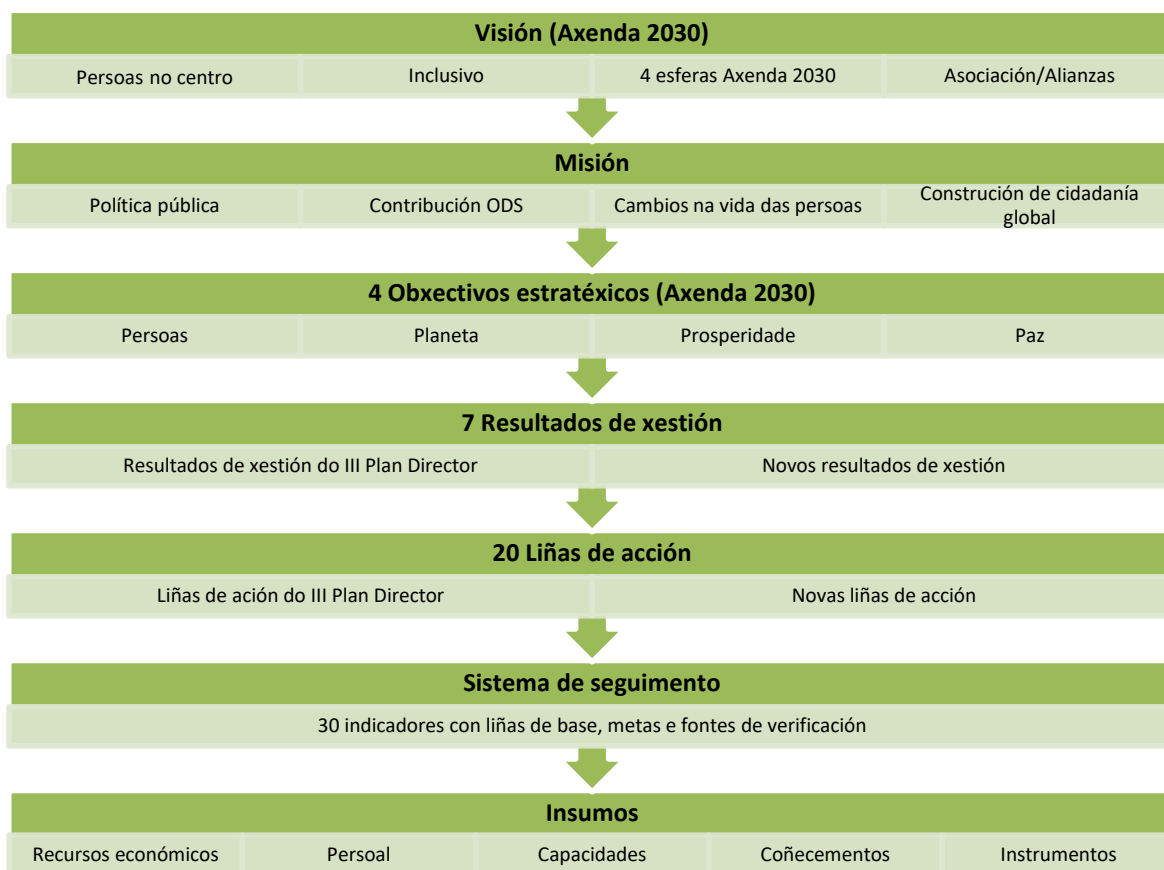 Visión (Axenda 2030)
Persoas no centro
Inclusivo
4 esferas Axenda 2030
Asociación/Alianzas
Misión
Política pública
Contribución ODS
Cambios na vida das persoas
Construción de cidadanía
global
4 Obxectivos estratéxicos (Axenda 2030)
Persoas
Planeta
Prosperidade
Paz
7 Resultados de xestión
Resultados de xestión do III Plan Director
Novos resultados de xestión
20 Liñas de acción
Liñas de ación do III Plan Director
Novas liñas de acción
Sistema de seguimento
30 indicadores con liñas de base, metas e fontes de verificación
Insumos
Recursos económicos
Persoal
Capacidades
Coñecementos
Instrumentos